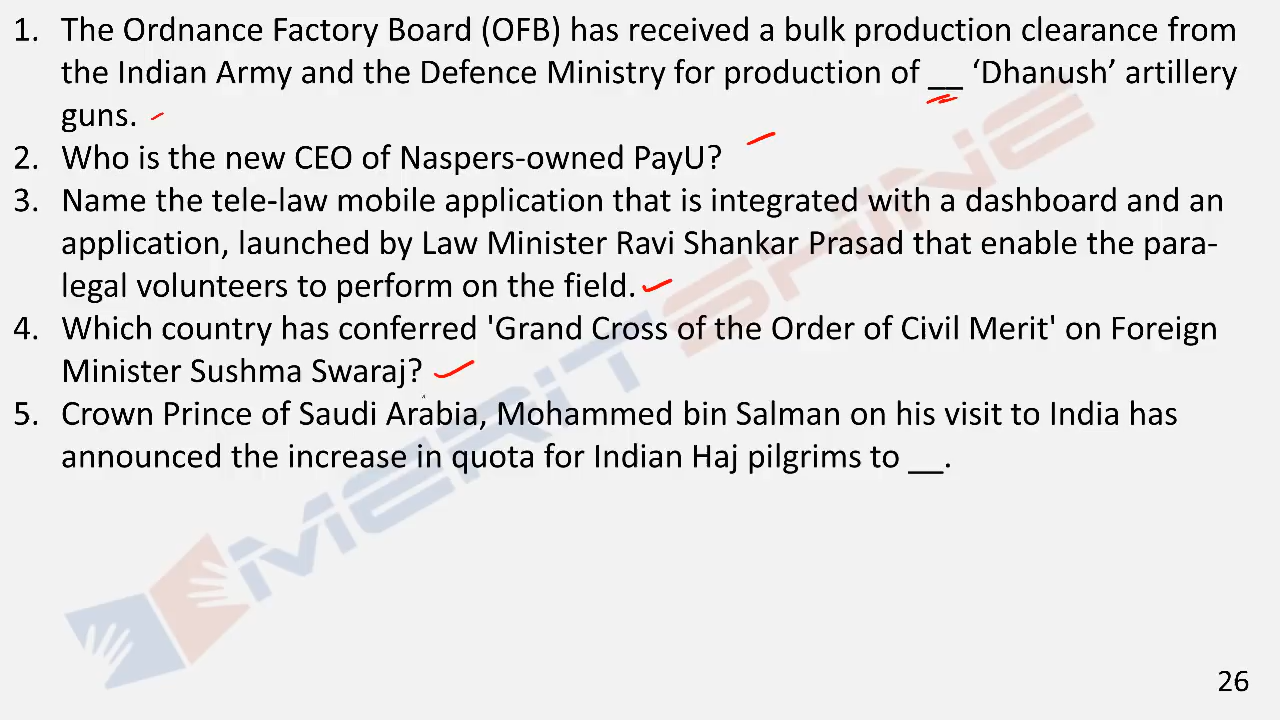 1. The Ordnance Factory Board (OFB) has received a bulk production clearance from
the Indian Army and the Defence Ministry for production of __ ‘Dhanush’ artillery
guns.
2. Who is the new CEO of Naspers-owned PayU?
3. Name the tele-law mobile application that is integrated with a dashboard and an
application, launched by Law Minister Ravi Shankar Prasad that enable the para-
legal volunteers to perform on the field.
4. Which country has conferred 'Grand Cross of the Order of Civil Merit' on Foreign
Minister Sushma Swaraj?
5. Crown Prince of Saudi Arabia, Mohammed bin Salman on his visit to India has
announced the increase in quota for Indian Haj pilgrims to __.
MERiT SHINE
26